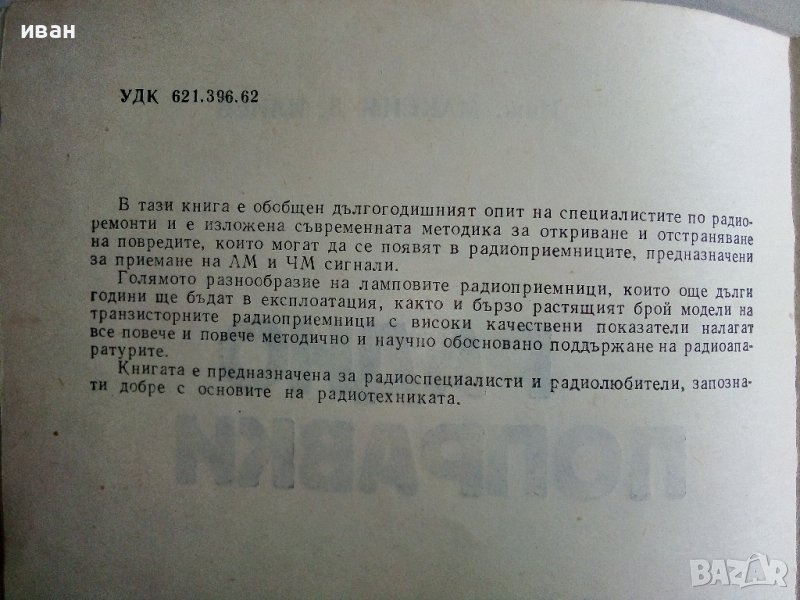 иван
УДК 621.396.62
В тази книга е обобщен дългогодишният опит на специалистите по радио-
ремонти и е изложена съвременната методика за откриване и отстраняване
на повредите, които могат да се появят в радиоприемниците, предназначени
за приемане на АМ и ЧМ сигнали.
Голямото разнообразие на ламповите радиоприемници, които още дълги
години ще бъдат в експлоатация, както и бързо растящият брой модели на
транзисторните радиоприемници с високи качествени показатели налагат
все повече и повече методично и научно обосновано поддържане на радиоапа-
ратурите.
Книгата е предназначена за радиоспециалисти и радиолюбители, запозна-
ти добре с основите на радиотехниката.
ПОПРАВКИ
BAZAR